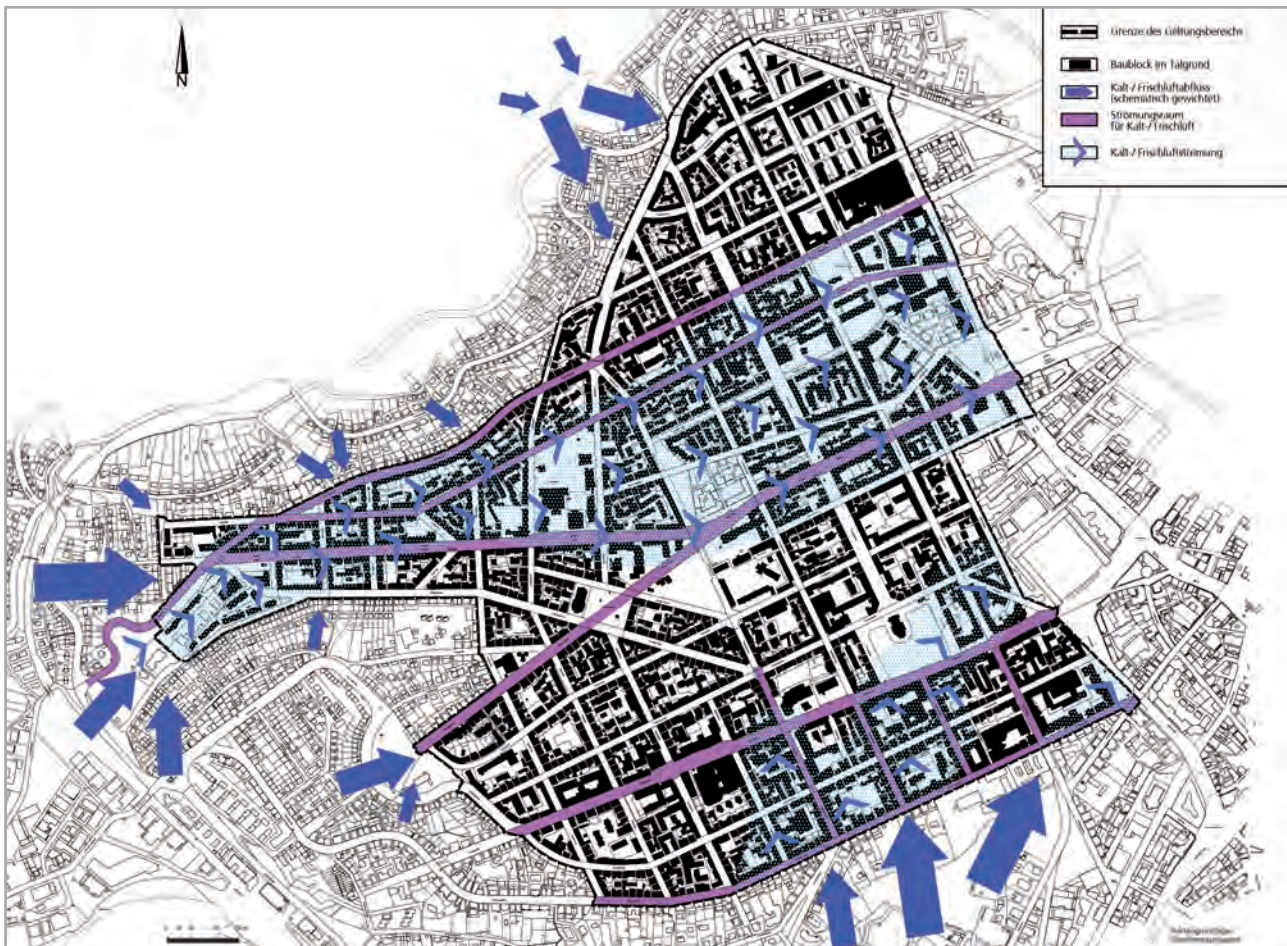 N
Grenze des Geltungsbereichs
Baublock im Talgrund
Kalt-/ Frischluftabfluss
(schematisch gewichtet)
Strömungsraum
für Kalt-/ Frischluft
Kalt-/ Frischluftströmung